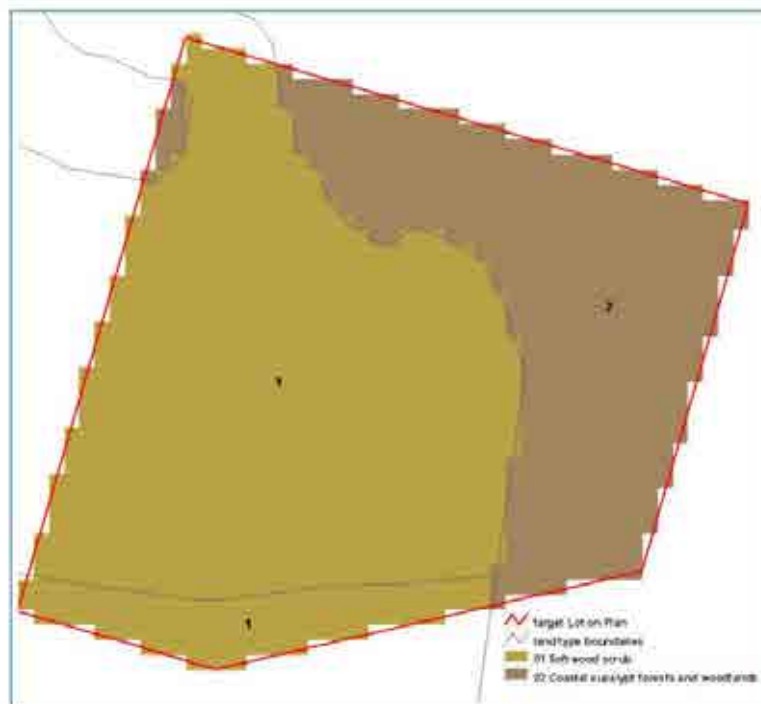 2
1
1
target Lot on Plan
landtype boundaries
01 Softwood scrub
02 Coastal eucalypt forests and woodlands